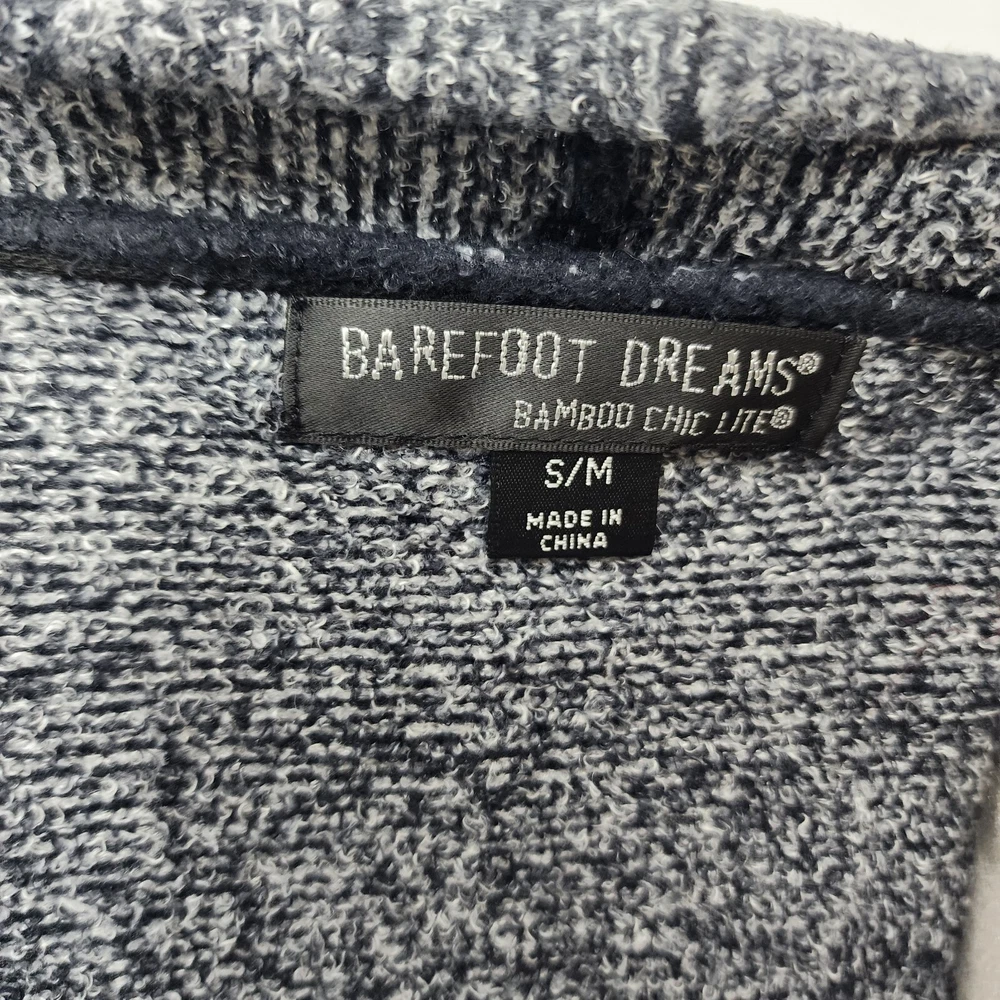 BAREFOOT DREAMS®
BAMBOO CHIC LITE®
S/M
MADE IN
CHINA